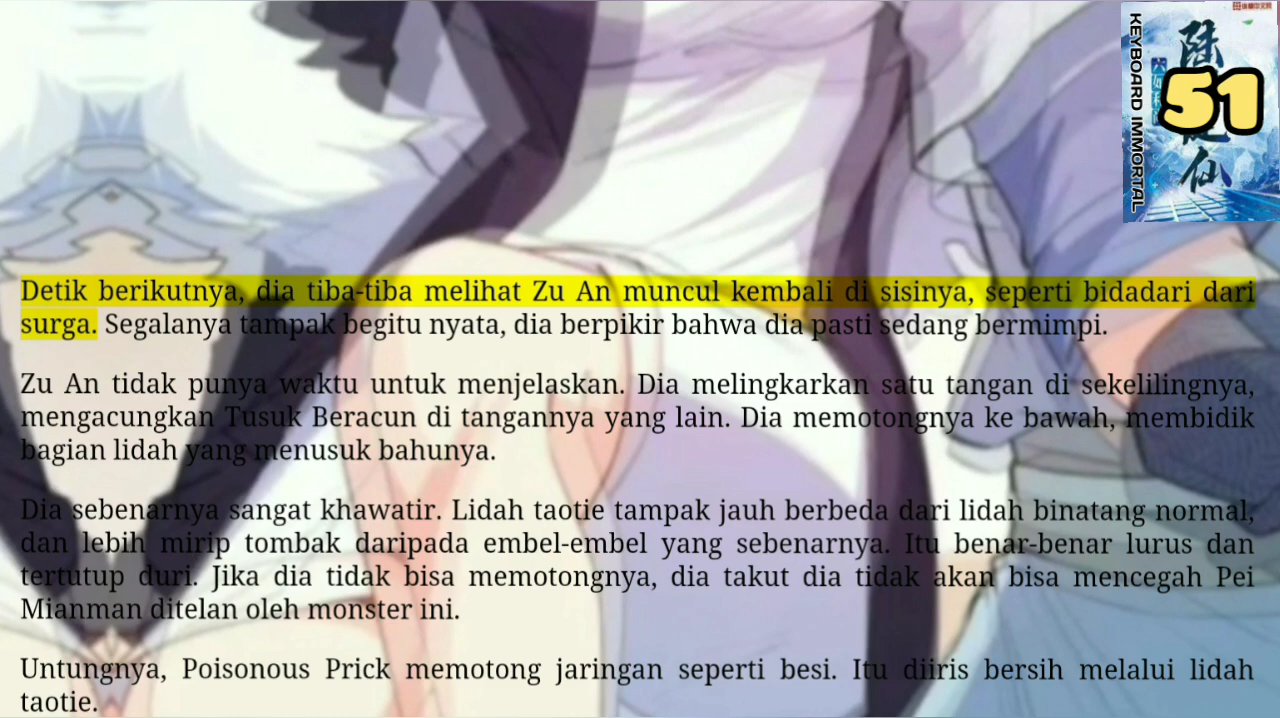 KEYBOARD IMMORTAL
51
Detik berikutnya, dia tiba-tiba melihat Zu An muncul kembali di sisinya, seperti bidadari dari
surga. Segalanya tampak begitu nyata, dia berpikir bahwa dia pasti sedang bermimpi.
Zu An tidak punya waktu untuk menjelaskan. Dia melingkarkan satu tangan di sekelilingnya,
mengacungkan Tusuk Beracun di tangannya yang lain. Dia memotongnya ke bawah, membidik
bagian lidah yang menusuk bahunya.
Dia sebenarnya sangat khawatir. Lidah taotie tampak jauh berbeda dari lidah binatang normal,
dan lebih mirip tombak daripada embel-embel yang sebenarnya. Itu benar-benar lurus dan
tertutup duri. Jika dia tidak bisa memotongnya, dia takut dia tidak akan bisa mencegah Pei
Mianman ditelan oleh monster ini.
Untungnya, Poisonous Prick memotong jaringan seperti besi. Itu diiris bersih melalui lidah
taotie.